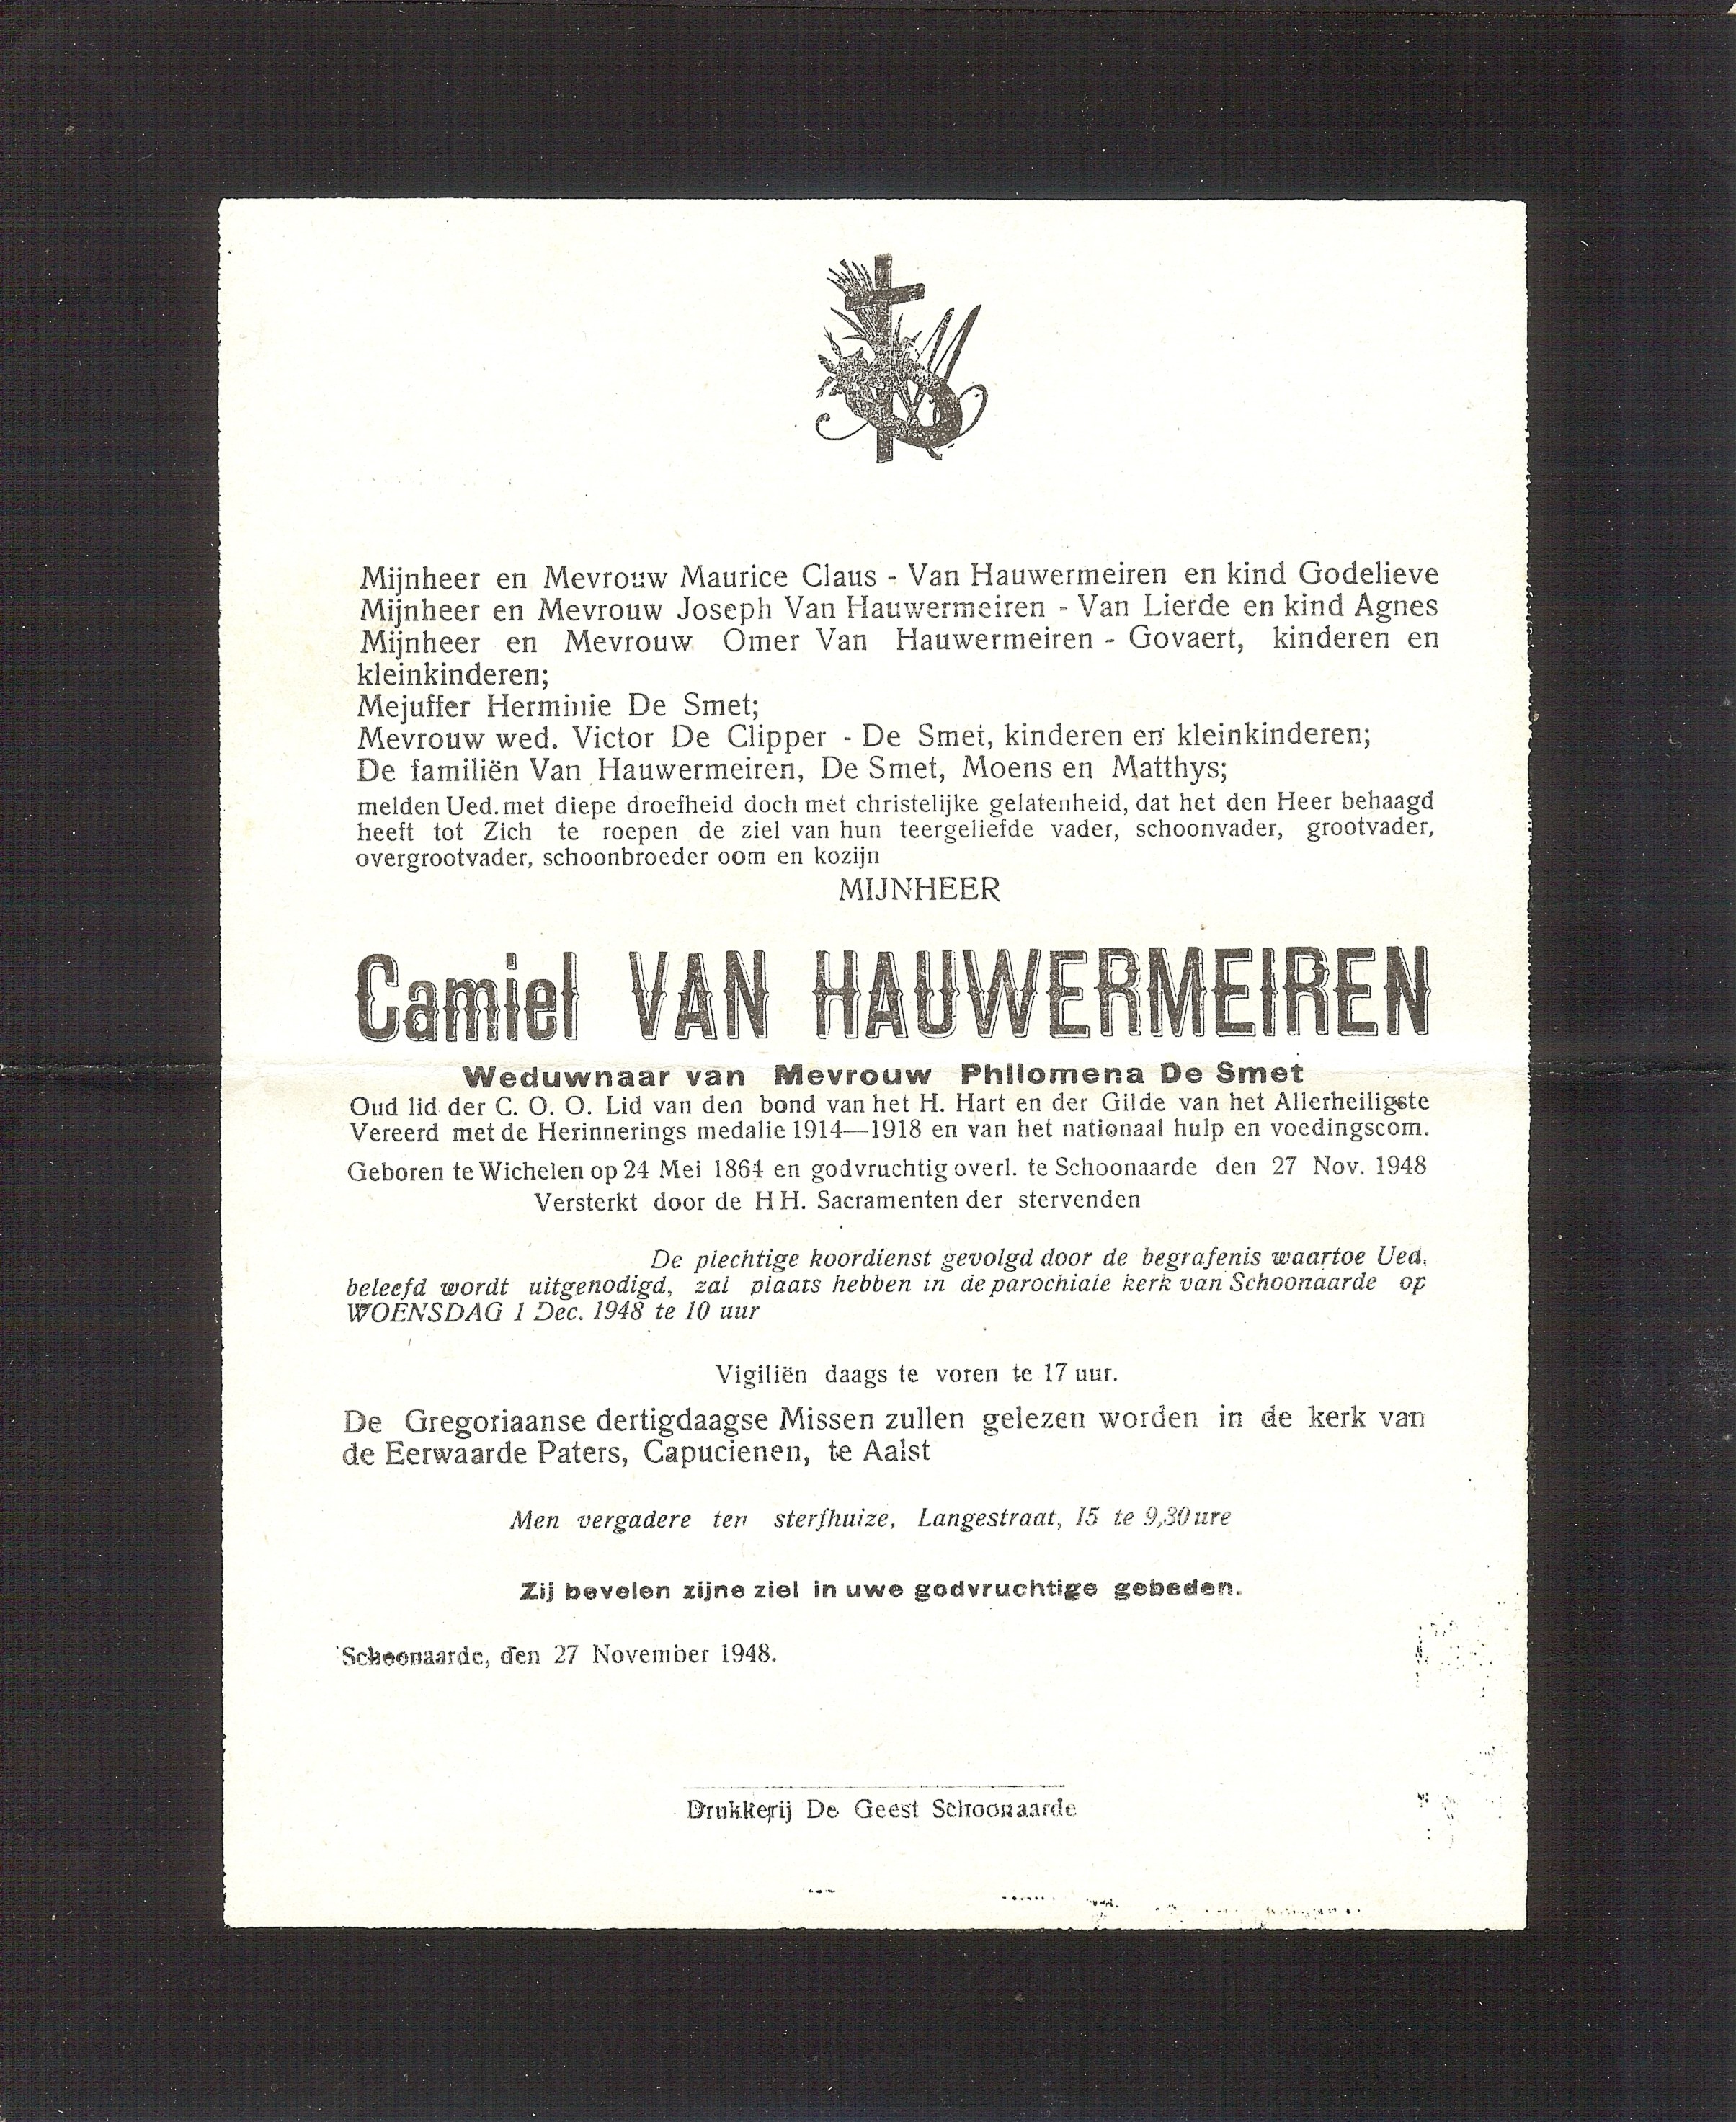 Mijnheer en Mevrouw Maurice Claus - Van Hauwermeiren en kind Godelieve
Mijnheer en Mevrouw Joseph Van Hauwermeiren - Van Lierde en kind Agnes
Mijnheer en Mevrouw Omer Van Hauwermeiren - Govaert, kinderen en
kleinkinderen;
Mejuffer Herminie De Smet;
Mevrouw wed. Victor De Clipper - De Smet, kinderen en kleinkinderen;
De familiën Van Hauwermeiren, De Smet, Moens en Matthys;
melden Ued. met diepe droefheid doch met christelijke gelatenheid, dat het den Heer behaagd
heeft tot Zich te roepen de ziel van hun teergeliefde vader, schoonvader, grootvader,
overgrootvader, schoonbroeder oom en kozijn
MIJNHEER
Camiel VAN HAUWERMEIREN
Weduwnaar van Mevrouw Philomena De Smet
Oud lid der C. O. O. Lid van den bond van het H. Hart en der Gilde van het Allerheiligste
Vereerd met de Herinnerings medalie 1914—1918 en van het nationaal hulp en voedingscom.
Geboren te Wichelen op 24 Mei 1864 en godvruchtig overl. te Schoonaarde den 27 Nov. 1948
Versterkt door de HH. Sacramenten der stervenden
De plechtige koordienst gevolgd door de begrafenis waartoe Ued,
beleefd wordt uitgenodigd, zal plaats hebben in de parochiale kerk van Schoonaarde op
WOENSDAG 1 Dec. 1948 te 10 uur
Vigiliën daags te voren te 17 uur.
De Gregoriaanse dertigdaagse Missen zullen gelezen worden in de kerk van
de Eerwaarde Paters, Capucienen, te Aalst
Men vergadere ten sterfhuize, Langestraat, 15 te 9,30 ure
Zij bevelen zijne ziel in uwe godvruchtige gebeden.
Schoonaarde, den 27 November 1948.
Drukkerij De Geest Schoonaarde